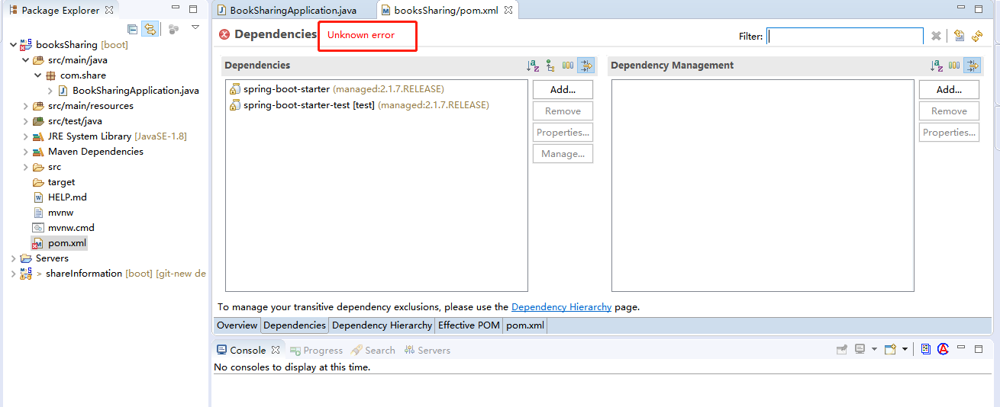 Package Explorer
booksSharing [boot]
src/main/java
com.share
BookSharingApplication.java
src/main/resources
src/test/java
JRE System Library [JavaSE-1.8]
Maven Dependencies
src
target
HELP.md
mvnw
mvnw.cmd
pom.xml
Servers
> shareInformation [boot] [git-new de
BookSharingApplication.java
booksSharing/pom.xml
Dependencies
Unknown error
Filter:
Dependencies
spring-boot-starter (managed:2.1.7.RELEASE)
spring-boot-starter-test [test] (managed:2.1.7.RELEASE)
Add...
Remove
Properties...
Manage...
Dependency Management
Add...
Remove
Properties...
To manage your transitive dependency exclusions, please use the Dependency Hierarchy page.
Overview Dependencies Dependency Hierarchy Effective POM pom.xml
Console Progress Search Servers
No consoles to display at this time.